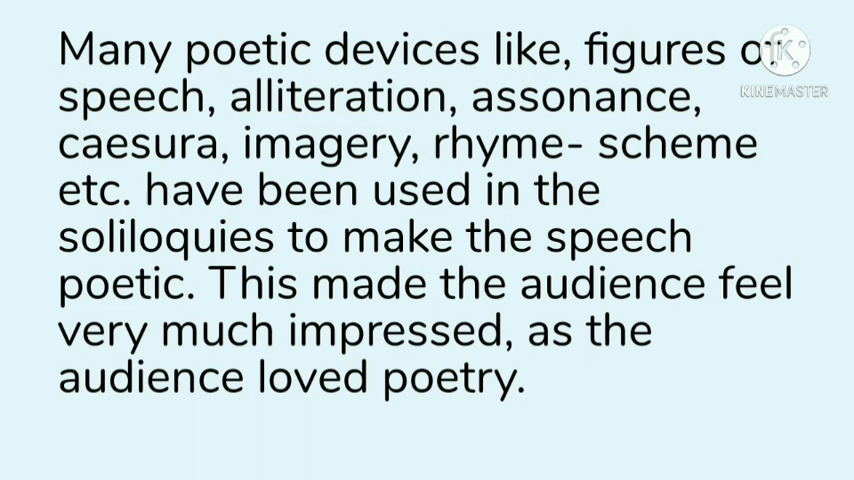 Many poetic devices like, figures of
speech, alliteration, assonance,
caesura, imagery, rhyme- scheme
etc. have been used in the
soliloquies to make the speech
poetic. This made the audience feel
very much impressed, as the
audience loved poetry.
KINEMASTER